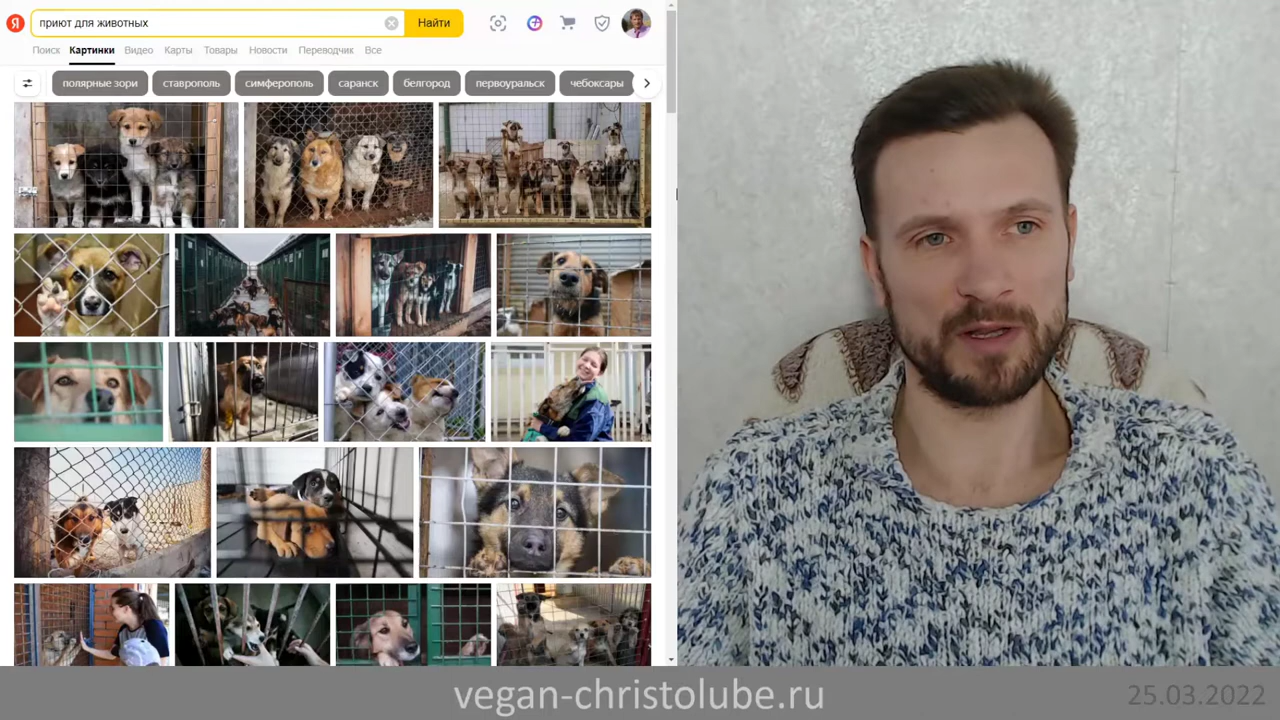 Я приют для животных Найти
Поиск Картинки Видео Карты Товары Новости Переводчик Все
полярные зори ставрополь симферополь саранск белгород первоуральск чебоксары
vegan-christolube.ru
25.03.2022